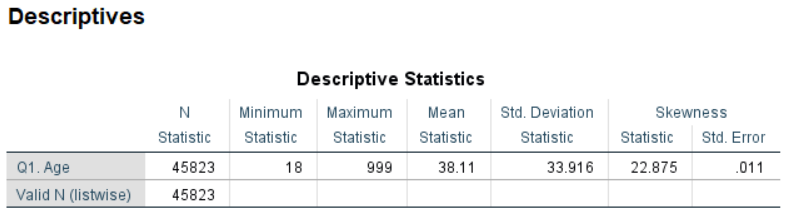 Descriptives
Descriptive Statistics
N Minimum Maximum Mean Std. Deviation Skewness
Statistic Statistic Statistic Statistic Statistic Statistic Std. Error
Q1. Age 45823 18 999 38.11 33.916 22.875 .011
Valid N (listwise) 45823